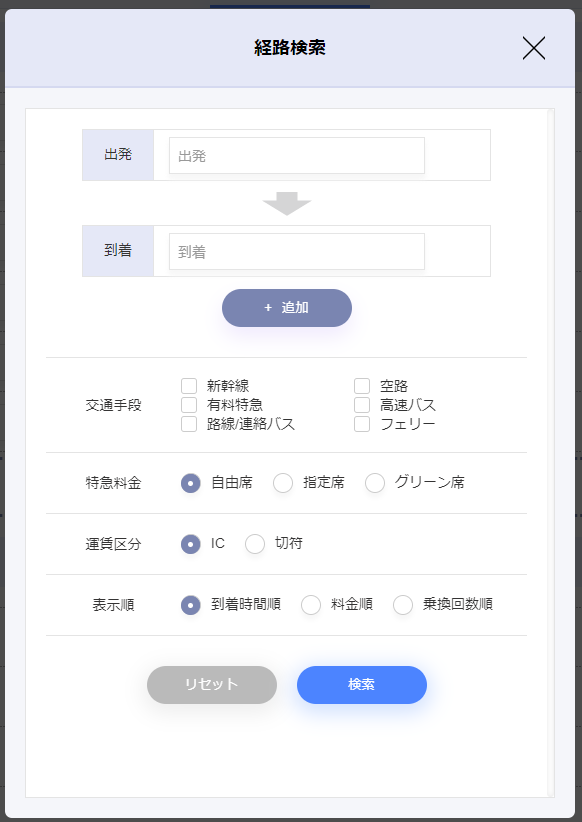 経路検索
出発 出発
到着 到着
+ 追加
交通手段
新幹線 空路
有料特急 高速バス
路線/連絡バス フェリー
特急料金 自由席 指定席 グリーン席
運賃区分 IC 切符
表示順 到着時間順 料金順 乗換回数順
リセット 検索